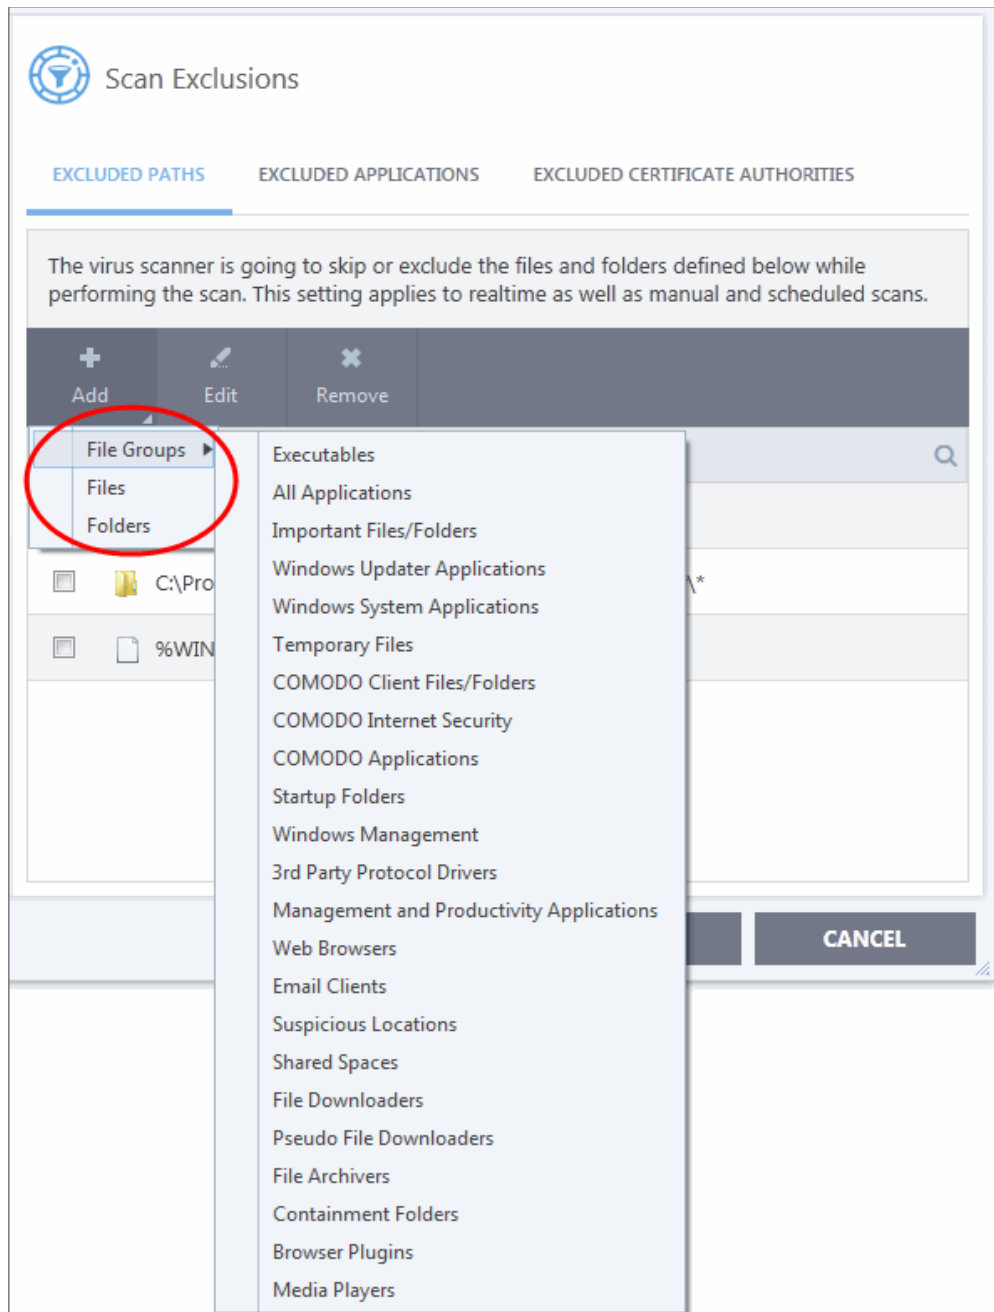 Scan Exclusions
EXCLUDED PATHS EXCLUDED APPLICATIONS EXCLUDED CERTIFICATE AUTHORITIES
The virus scanner is going to skip or exclude the files and folders defined below while
performing the scan. This setting applies to realtime as well as manual and scheduled scans.
Add Edit Remove
File Groups
Files
Folders
Executables
All Applications
Important Files/Folders
Windows Updater Applications
Windows System Applications
Temporary Files
COMODO Client Files/Folders
COMODO Internet Security
COMODO Applications
Startup Folders
Windows Management
3rd Party Protocol Drivers
Management and Productivity Applications
Web Browsers
Email Clients
Suspicious Locations
Shared Spaces
File Downloaders
Pseudo File Downloaders
File Archivers
Containment Folders
Browser Plugins
Media Players
C:\Pro \*
%WIN
CANCEL